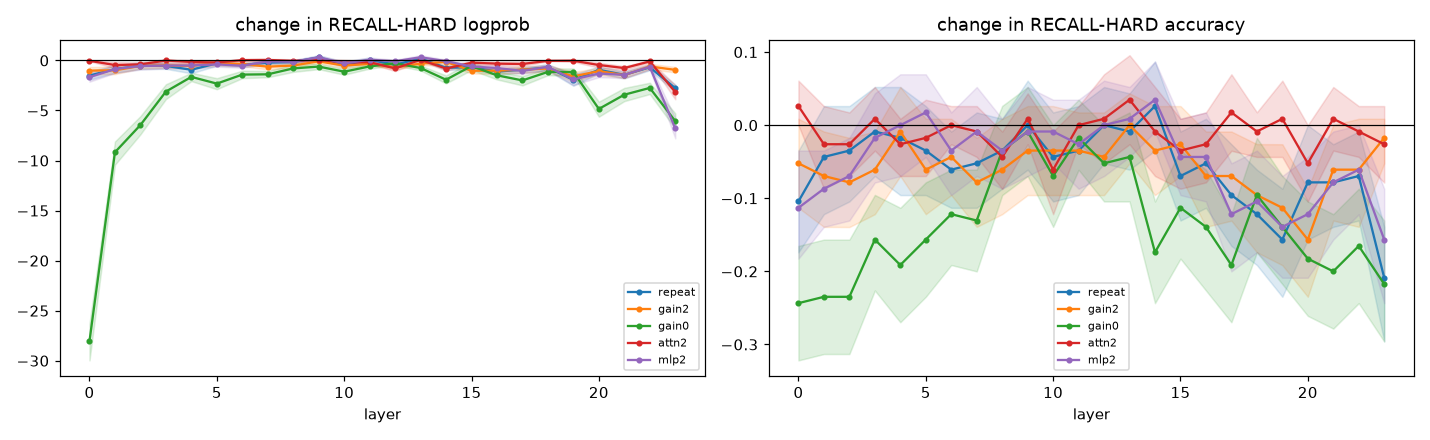 change in RECALL-HARD logprob
0
−5
−10
−15
−20
−25
−30
0
5
10
15
20
layer
repeat
gain2
gain0
attn2
mlp2
change in RECALL-HARD accuracy
0.1
0.0
−0.1
−0.2
−0.3
0
5
10
15
20
layer
repeat
gain2
gain0
attn2
mlp2